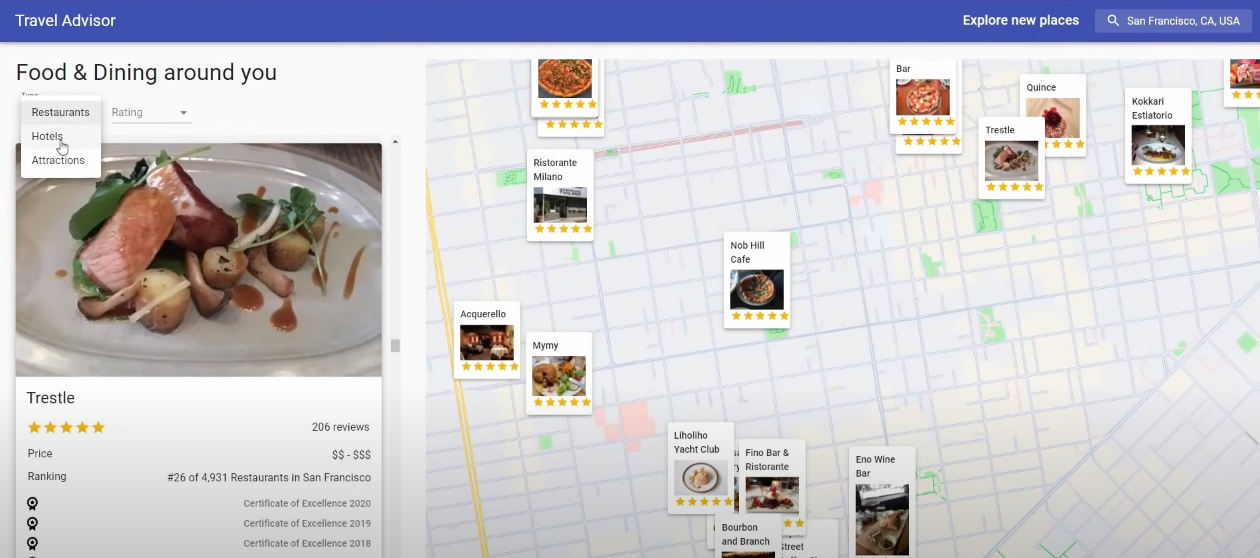 Travel Advisor
Explore new places
San Francisco, CA, USA
Food & Dining around you
Type
Restaurants
Hotels
Attractions
Rating
Trestle
206 reviews
Price
$$ - $$$
Ranking
#26 of 4,931 Restaurants in San Francisco
Certificate of Excellence 2020
Certificate of Excellence 2019
Certificate of Excellence 2018
Bar
Quince
Kokkari
Estiatorio
Trestle
Ristorante
Milano
Nob Hill
Cafe
Acquerello
Mymy
Liholiho
Yacht Club
Fino Bar &
Ristorante
Eno Wine
Bar
Bourbon
and Branch
Street